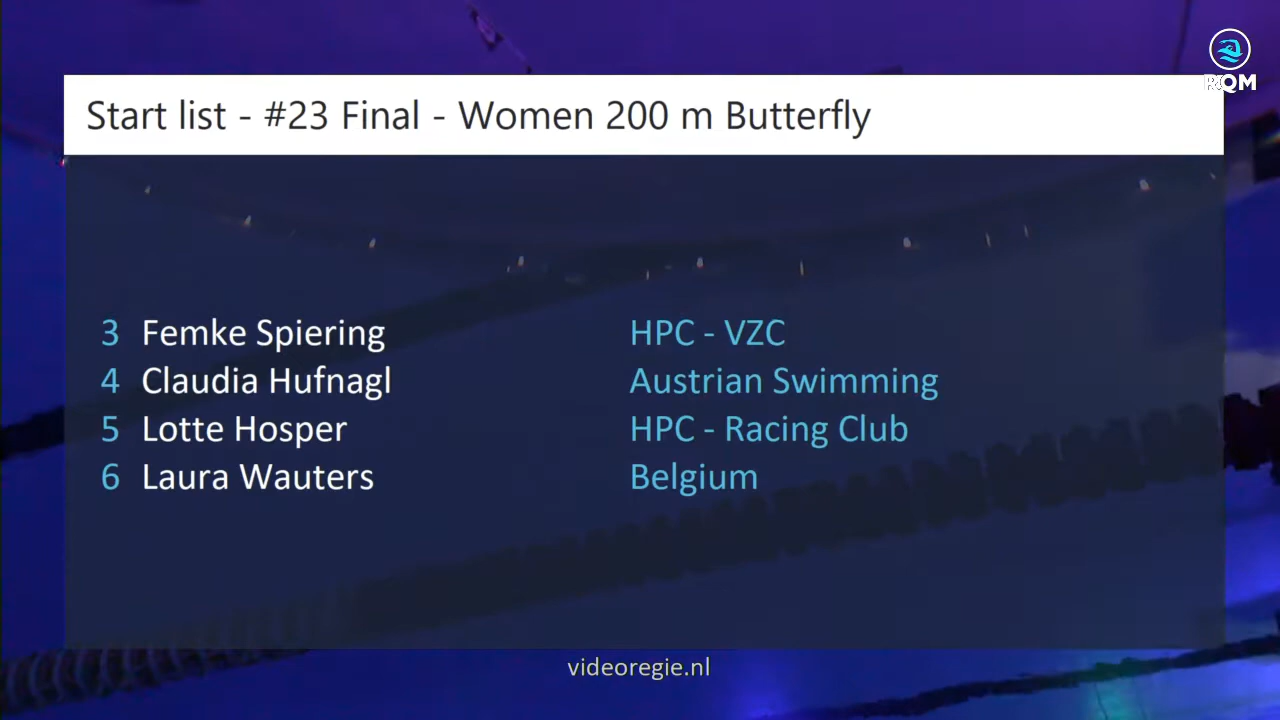 RQM
Start list - #23 Final - Women 200 m Butterfly
3 Femke Spiering HPC - VZC
4 Claudia Hufnagl Austrian Swimming
5 Lotte Hosper HPC - Racing Club
6 Laura Wauters Belgium
videoregie.nl